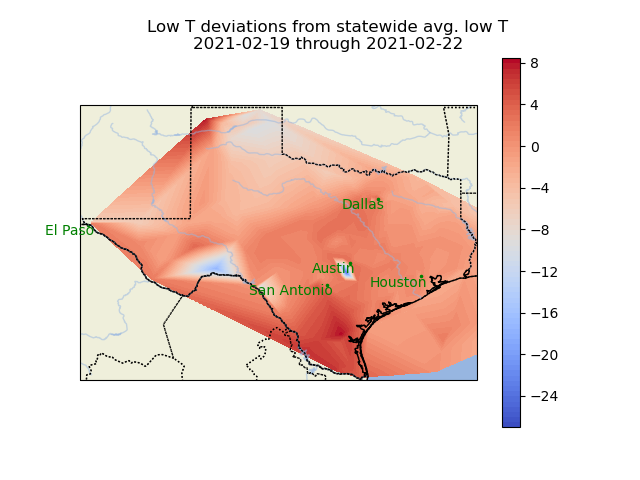 Low T deviations from statewide avg. low T
2021-02-19 through 2021-02-22
8
4
0
−4
−8
−12
−16
−20
−24
Dallas
El Paso
Austin
San Antonio
Houston